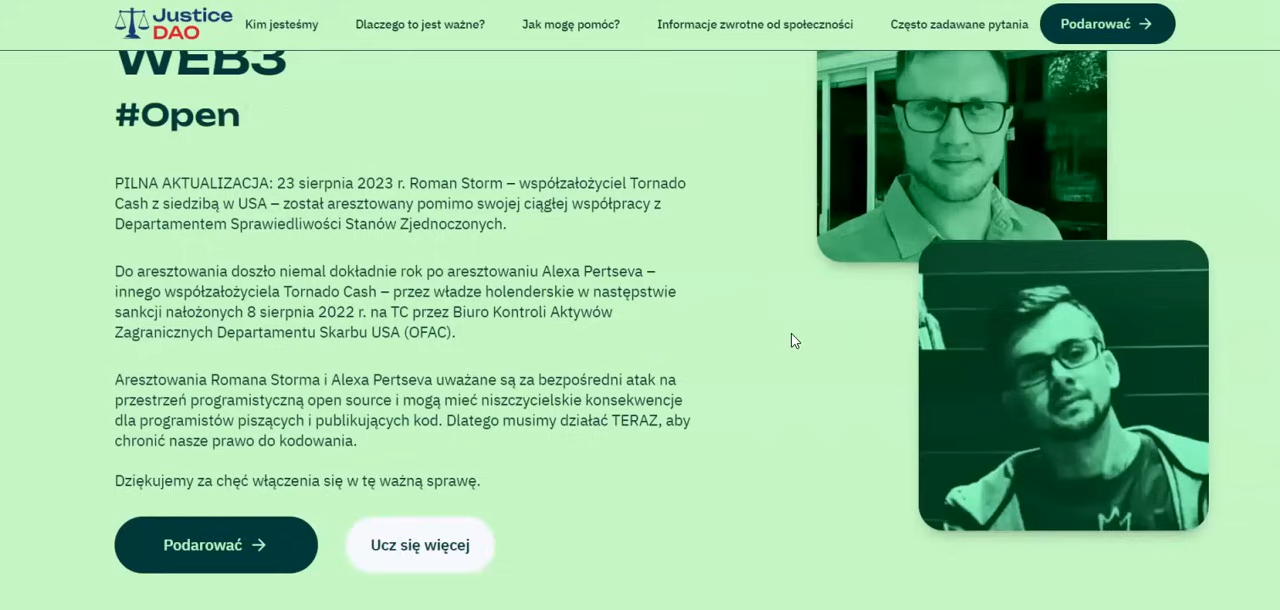 Justice
DAO
Kim jesteśmy
Dlaczego to jest ważne?
Jak mogę pomóc?
Informacje zwrotne od społeczności
Często zadawane pytania
Podarować
WEB3
#Open
PILNA AKTUALIZACJA: 23 sierpnia 2023 r. Roman Storm – współzałożyciel Tornado
Cash z siedzibą w USA – został aresztowany pomimo swojej ciągłej współpracy z
Departamentem Sprawiedliwości Stanów Zjednoczonych.
Do aresztowania doszło niemal dokładnie rok po aresztowaniu Alexa Pertseva –
innego współzałożyciela Tornado Cash – przez władze holenderskie w następstwie
sankcji nałożonych 8 sierpnia 2022 r. na TC przez Biuro Kontroli Aktywów
Zagranicznych Departamentu Skarbu USA (OFAC).
Aresztowania Romana Storma i Alexa Pertseva uważane są za bezpośredni atak na
przestrzeń programistyczną open source i mogą mieć niszczycielskie konsekwencje
dla programistów piszących i publikujących kod. Dlatego musimy działać TERAZ, aby
chronić nasze prawo do kodowania.
Dziękujemy za chęć włączenia się w tę ważną sprawę.
Podarować
Ucz się więcej